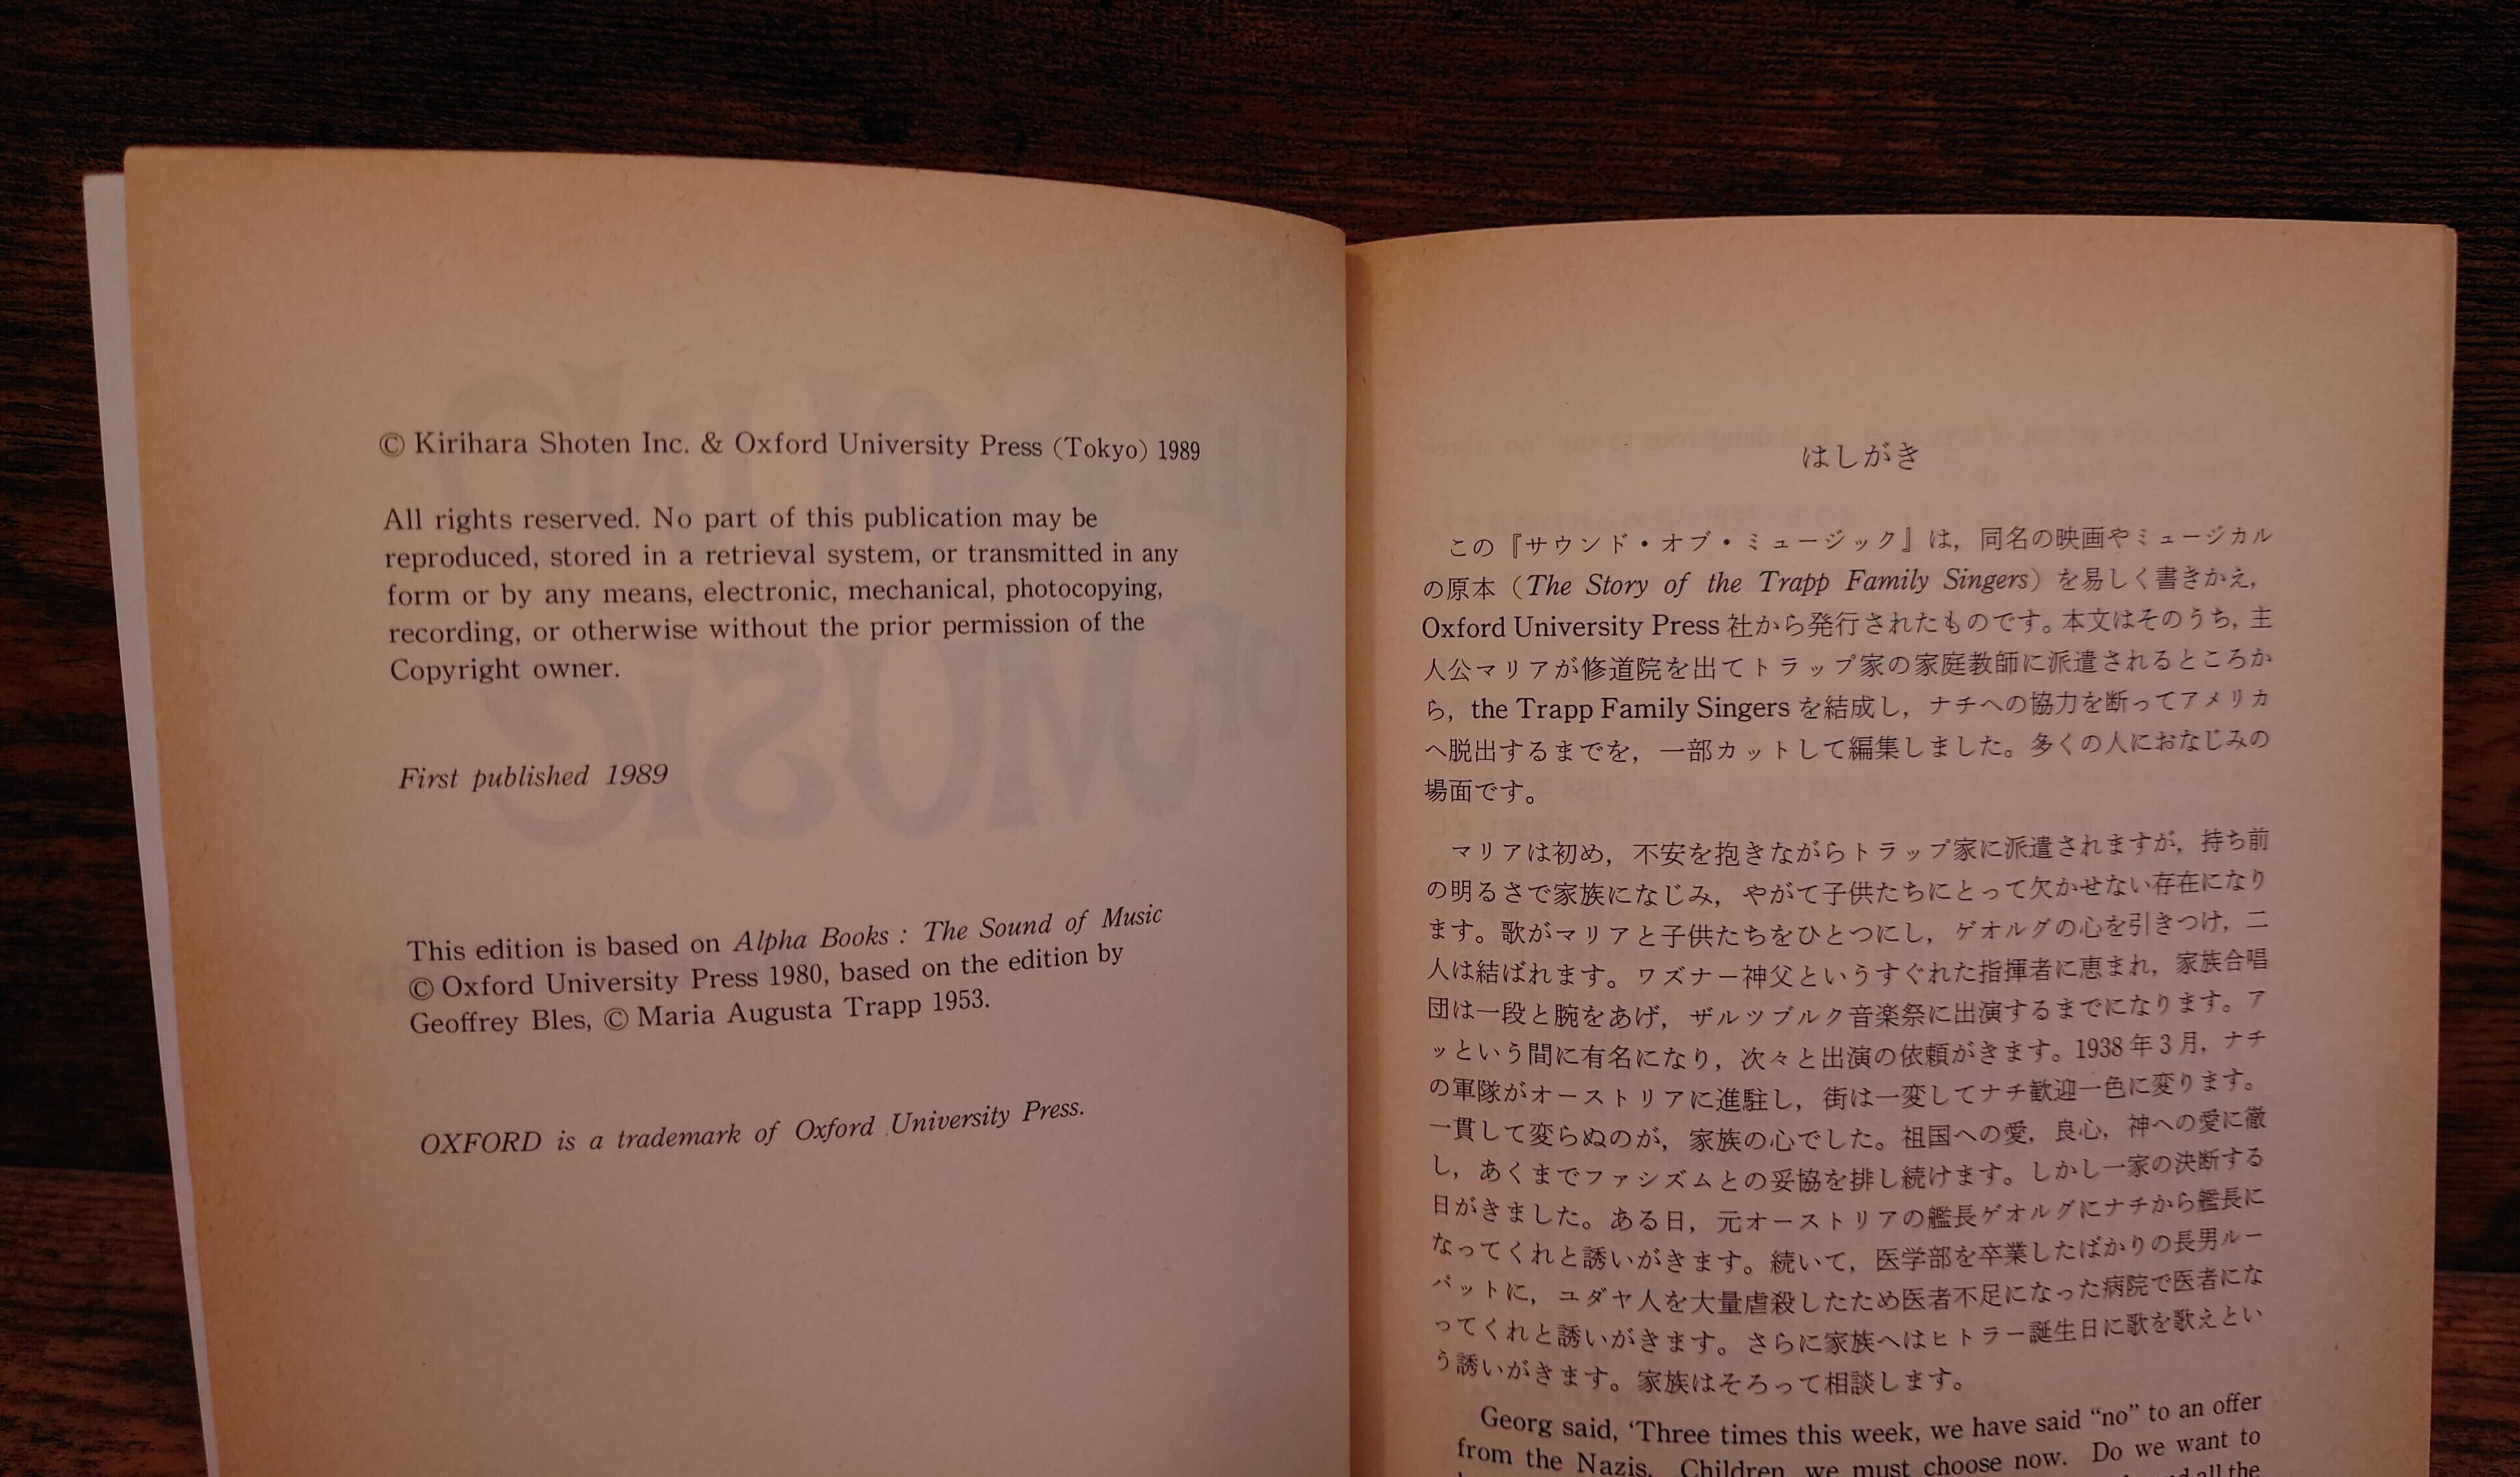 © Kirihara Shoten Inc. & Oxford University Press (Tokyo) 1989
All rights reserved. No part of this publication may be
reproduced, stored in a retrieval system, or transmitted in any
form or by any means, electronic, mechanical, photocopying,
recording, or otherwise without the prior permission of the
Copyright owner.
First published 1989
This edition is based on Alpha Books : The Sound of Music
© Oxford University Press 1980, based on the edition by
Geoffrey Bles, © Maria Augusta Trapp 1953.
OXFORD is a trademark of Oxford University Press.
はしがき
この『サウンド・オブ・ミュージック』は，同名の映画やミュージカル
の原本（The Story of the Trapp Family Singers）を易しく書きかえ，
Oxford University Press 社から発行されたものです。本文はそのうち，主
人公マリアが修道院を出てトラップ家の家庭教師に派遣されるところか
ら，the Trapp Family Singers を結成し，ナチへの協力を断ってアメリカ
へ脱出するまでを，一部カットして編集しました。多くの人におなじみの
場面です。
マリアは初め，不安を抱きながらトラップ家に派遣されますが，持ち前
の明るさで家族になじみ，やがて子供たちにとって欠かせない存在になり
ます。歌がマリアと子供たちをひとつにし，ゲオルグの心を引きつけ，二
人は結ばれます。ワズナー神父というすぐれた指揮者に恵まれ，家族合唱
団は一段と腕をあげ，ザルツブルク音楽祭に出演するまでになります。ア
ッという間に有名になり，次々と出演の依頼がきます。1938年3月，ナチ
の軍隊がオーストリアに進駐し，街は一変してナチ歓迎一色に変ります。
一貫して変らぬのが，家族の心でした。祖国への愛，良心，神への愛に徹
し，あくまでファシズムとの妥協を排し続けます。しかし一家の決断する
日がきました。ある日，元オーストリアの艦長ゲオルグにナチから艦長に
なってくれと誘いがきます。続いて，医学部を卒業したばかりの長男ルー
パットに，ユダヤ人を大量虐殺したため医者不足になった病院で医者にな
ってくれと誘いがきます。さらに家族へはヒトラー誕生日に歌を歌えとい
う誘いがきます。家族はそろって相談します。
Georg said, ‘Three times this week, we have said “no” to an offer
from the Nazis. Children, we must choose now. Do we want to
and all the